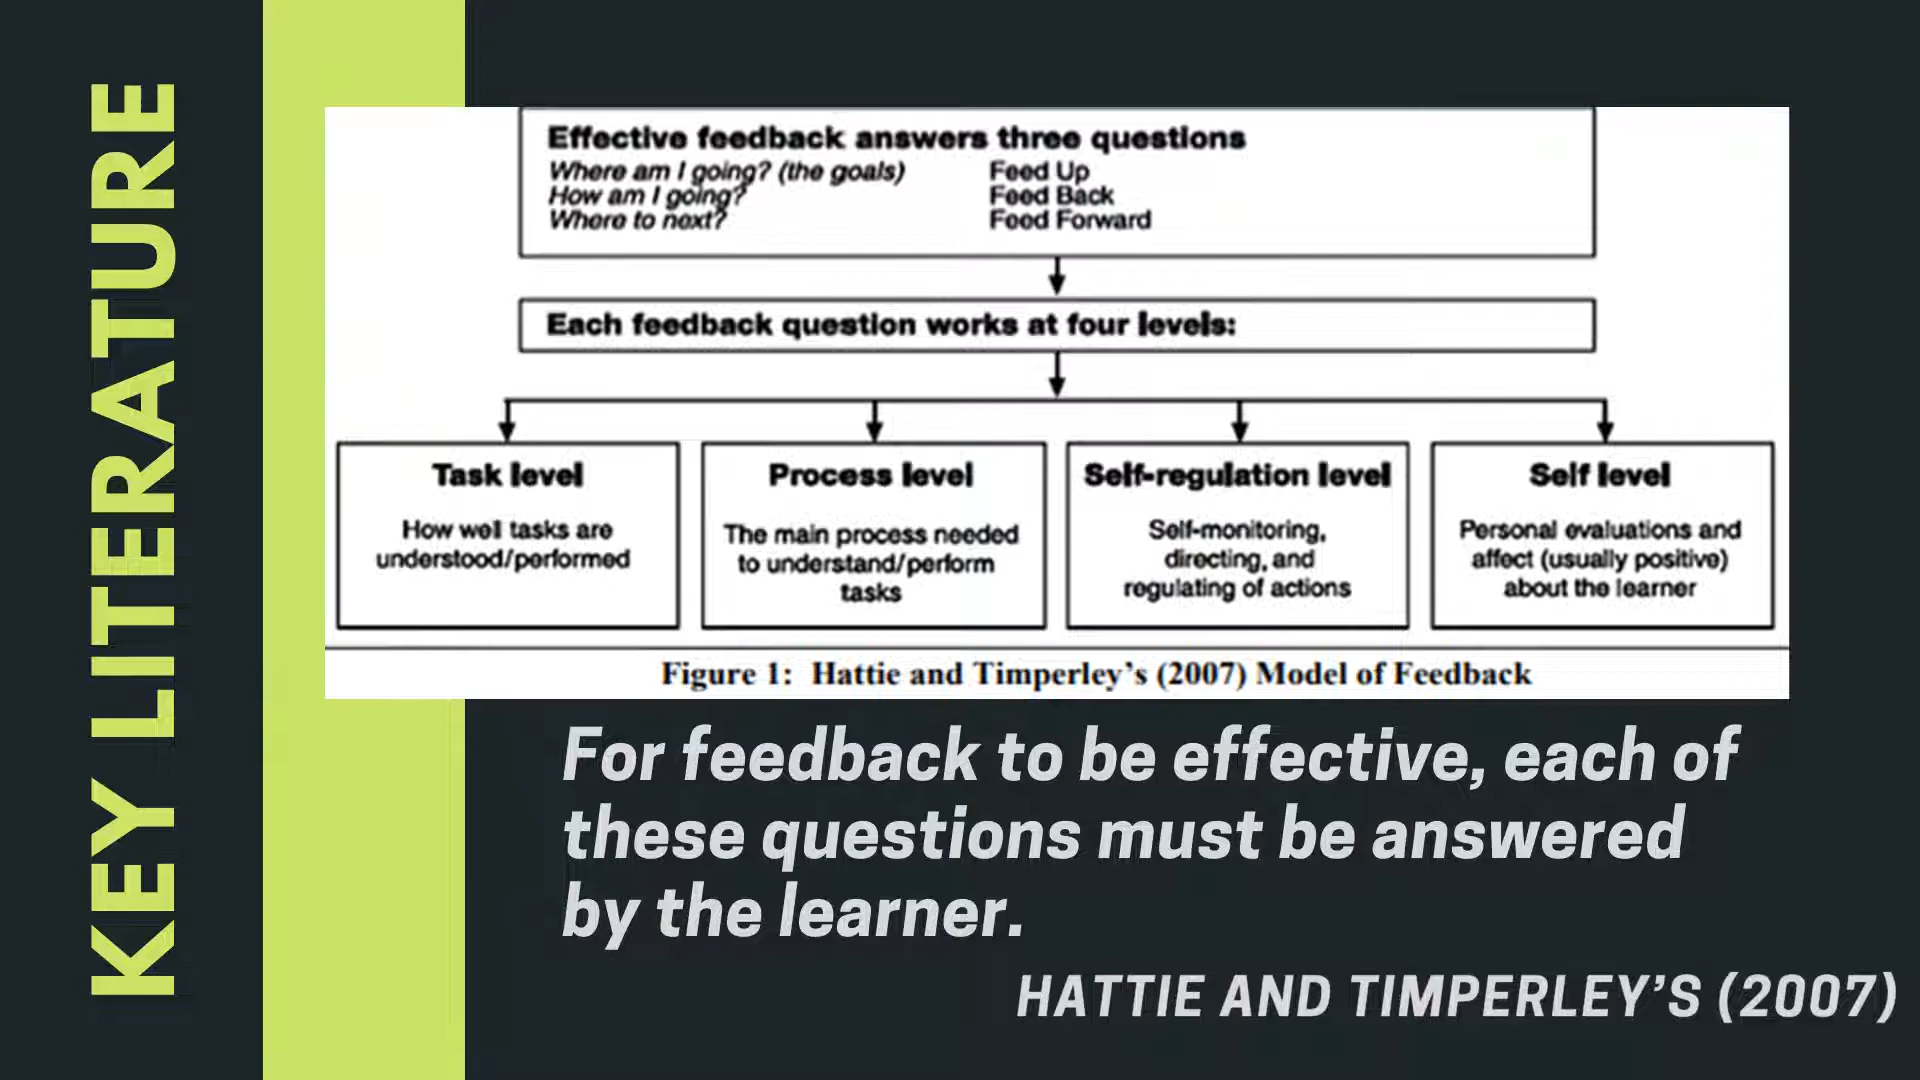 KEY LITERATURE
Effective feedback answers three questions
Where am I going? (the goals) Feed Up
How am I going? Feed Back
Where to next? Feed Forward
Each feedback question works at four levels:
Task level
How well tasks are
understood/performed
Process level
The main process needed
to understand/perform
tasks
Self-regulation level
Self-monitoring,
directing, and
regulating of actions
Self level
Personal evaluations and
affect (usually positive)
about the learner
Figure 1: Hattie and Timperley's (2007) Model of Feedback
For feedback to be effective, each of
these questions must be answered
by the learner.
HATTIE AND TIMPERLEY'S (2007)